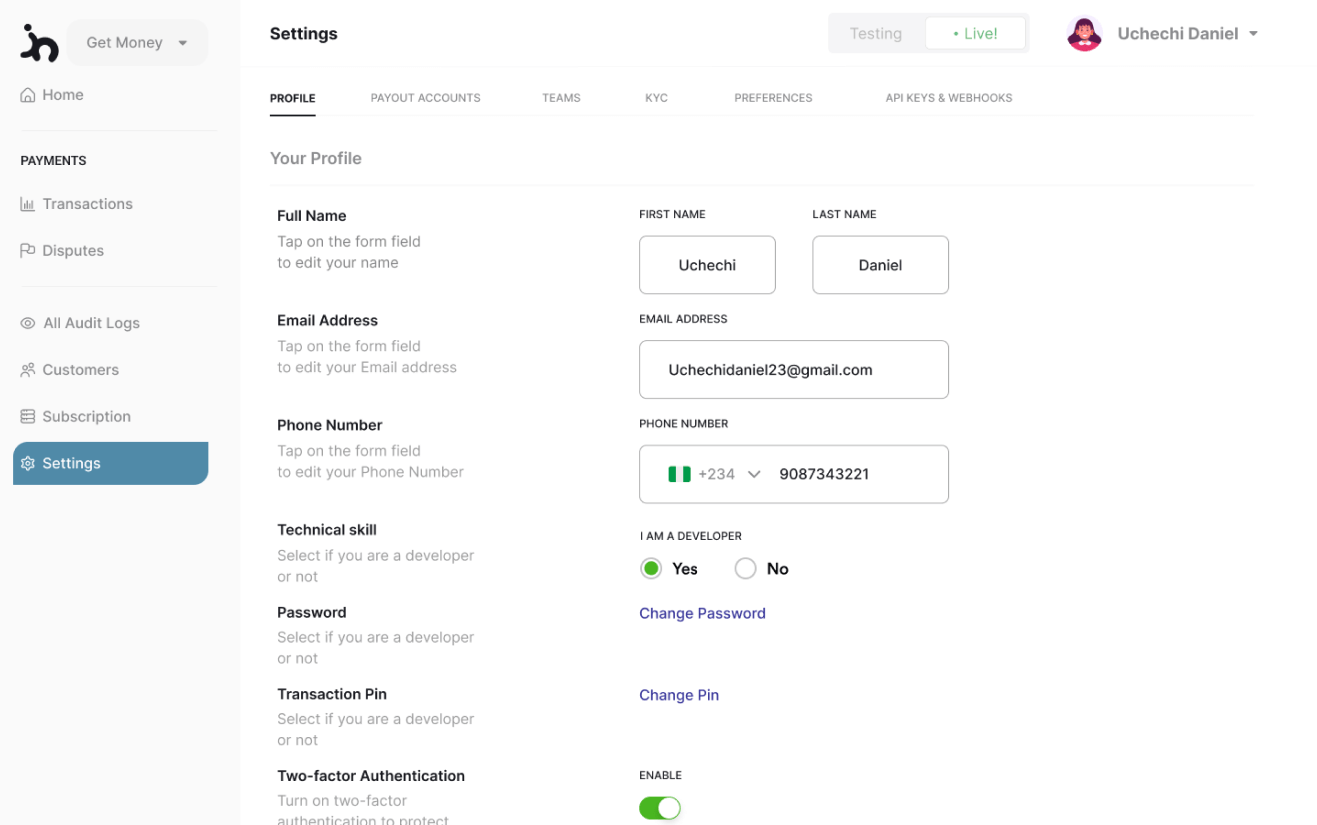 Get Money
Home
PAYMENTS
Transactions
Disputes
All Audit Logs
Customers
Subscription
Settings
Settings
Testing
• Live!
Uchechi Daniel
PROFILE
PAYOUT ACCOUNTS
TEAMS
KYC
PREFERENCES
API KEYS & WEBHOOKS
Your Profile
Full Name
Tap on the form field
to edit your name
FIRST NAME
LAST NAME
Uchechi
Daniel
Email Address
Tap on the form field
to edit your Email address
EMAIL ADDRESS
Uchechidaniel23@gmail.com
Phone Number
Tap on the form field
to edit your Phone Number
PHONE NUMBER
+234
9087343221
Technical skill
Select if you are a developer
or not
I AM A DEVELOPER
Yes
No
Password
Select if you are a developer
or not
Change Password
Transaction Pin
Select if you are a developer
or not
Change Pin
Two-factor Authentication
Turn on two-factor
authentication to protect
ENABLE